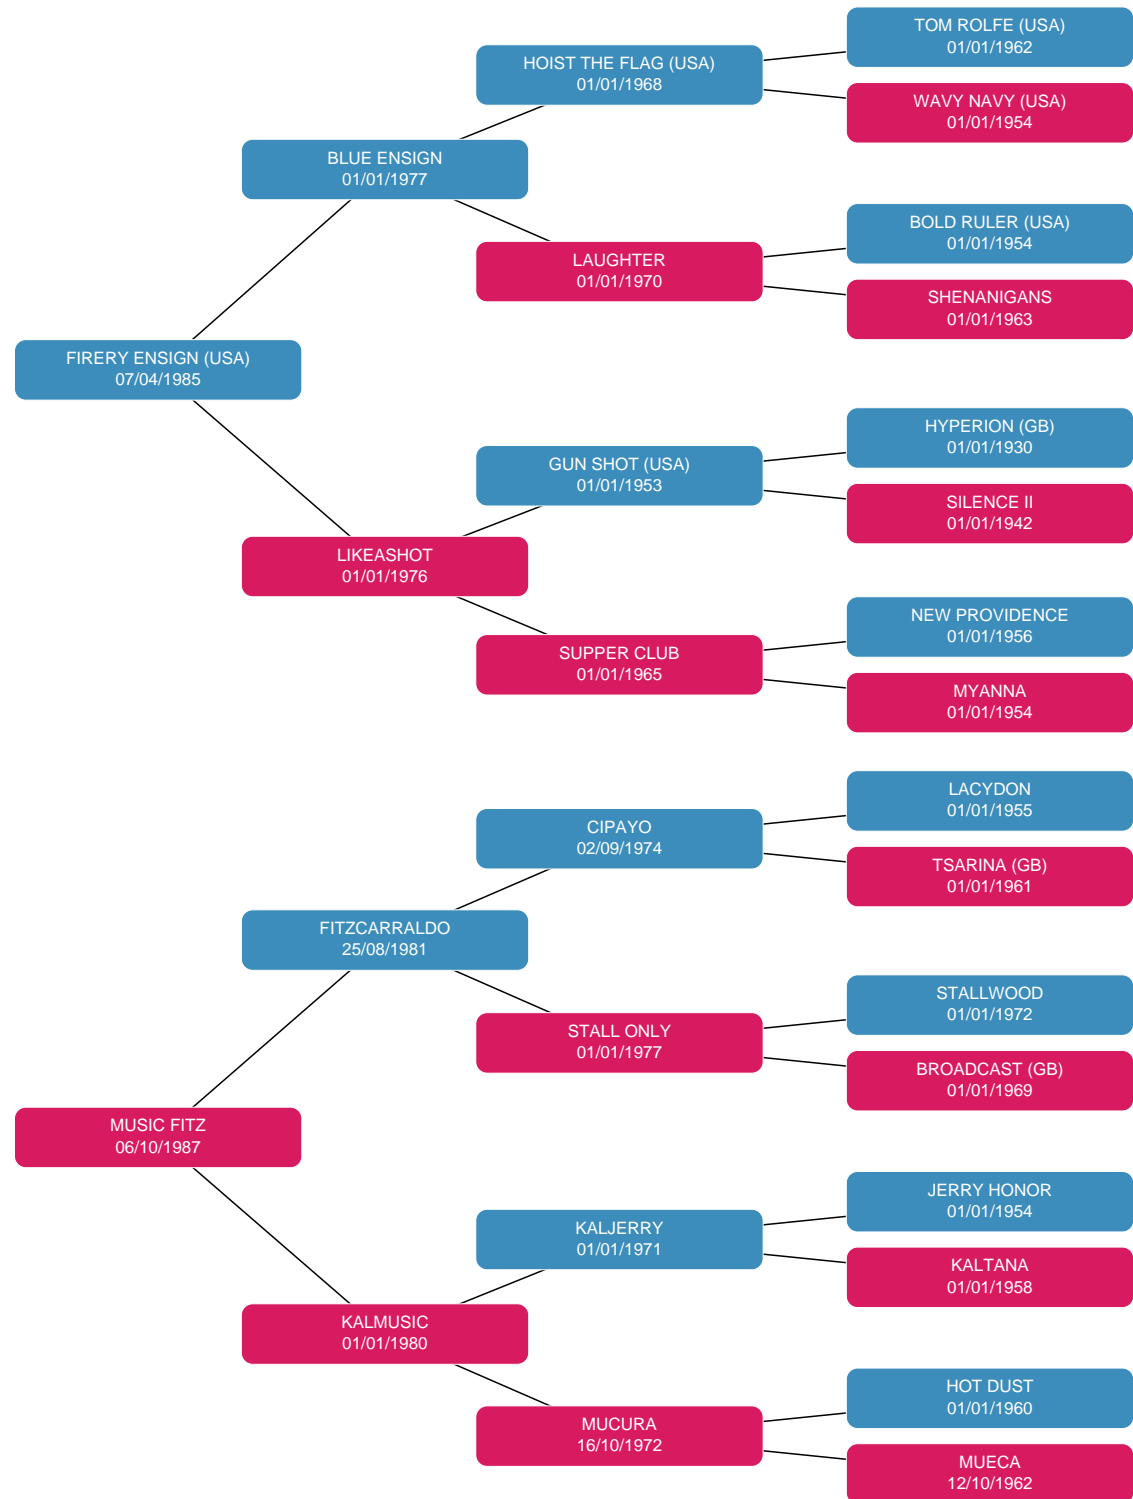 TOM ROLFE (USA)
01/01/1962
HOIST THE FLAG (USA)
01/01/1968
WAVY NAVY (USA)
01/01/1954
BLUE ENSIGN
01/01/1977
BOLD RULER (USA)
01/01/1954
LAUGHTER
01/01/1970
SHENANIGANS
01/01/1963
FIRERY ENSIGN (USA)
07/04/1985
HYPERION (GB)
01/01/1930
GUN SHOT (USA)
01/01/1953
SILENCE II
01/01/1942
LIKEASHOT
01/01/1976
NEW PROVIDENCE
01/01/1956
SUPPER CLUB
01/01/1965
MYANNA
01/01/1954
LACYDON
01/01/1955
CIPAYO
02/09/1974
TSARINA (GB)
01/01/1961
FITZCARRALDO
25/08/1981
STALLWOOD
01/01/1972
STALL ONLY
01/01/1977
BROADCAST (GB)
01/01/1969
MUSIC FITZ
06/10/1987
JERRY HONOR
01/01/1954
KALJERRY
01/01/1971
KALTANA
01/01/1958
KALMUSIC
01/01/1980
HOT DUST
01/01/1960
MUCURA
16/10/1972
MUECA
12/10/1962